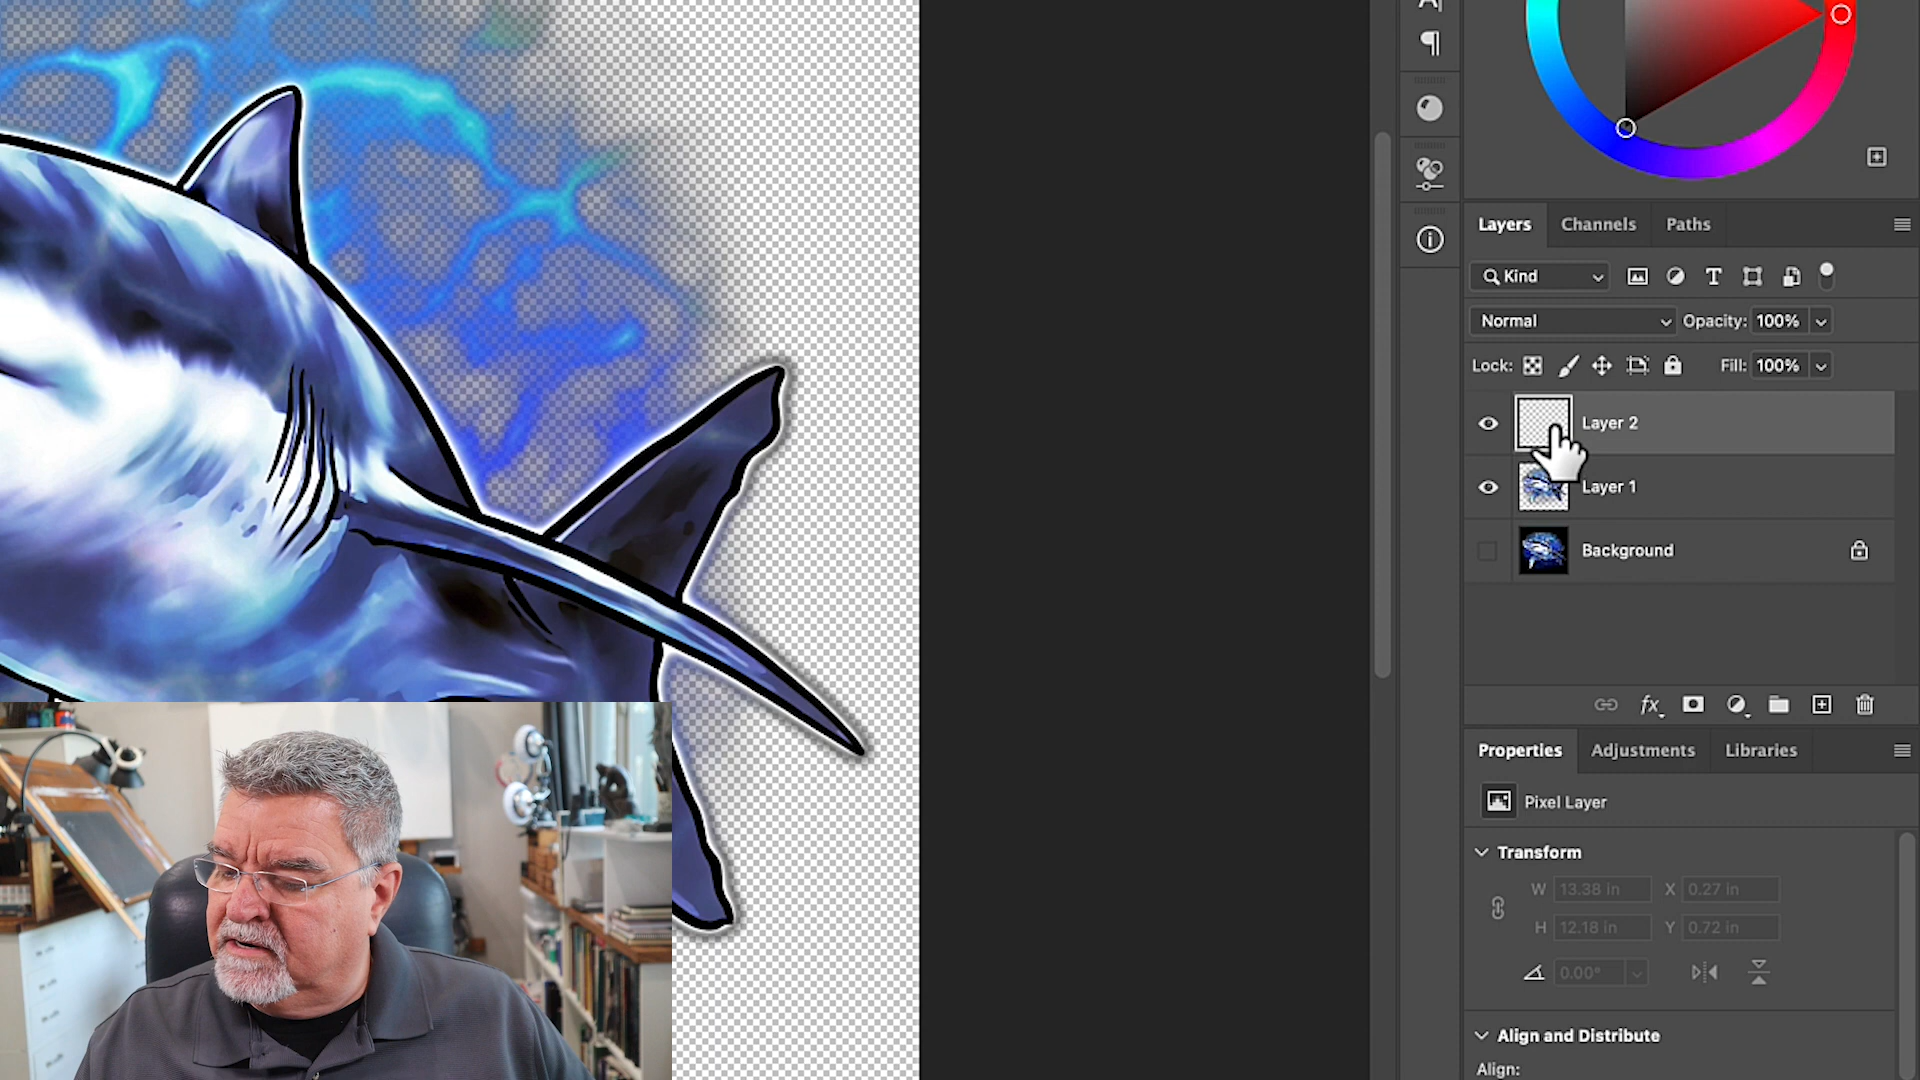 Layers Channels Paths
Kind
Normal Opacity: 100%
Lock: Fill: 100%
Layer 2
Layer 1
Background
fx
Properties Adjustments Libraries
Pixel Layer
Transform
W 13.38 in X 0.27 in
H 12.18 in Y 0.72 in
0.00°
Align and Distribute
Align: